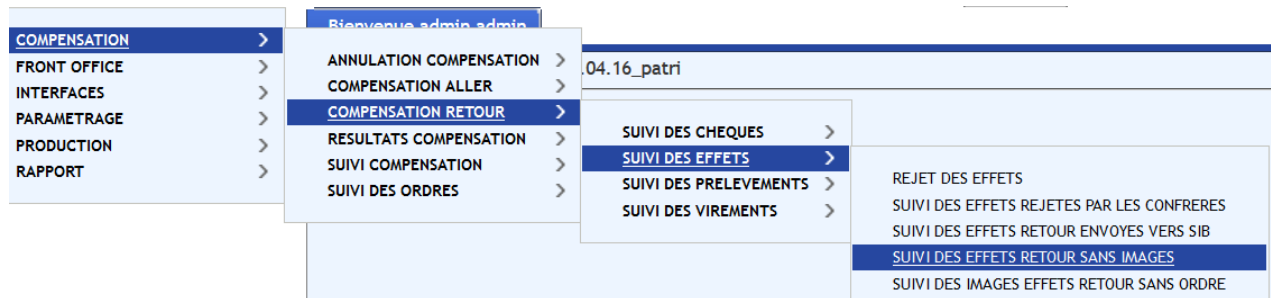 Bienvenue admin admin
.04.16_patri
COMPENSATION
FRONT OFFICE
INTERFACES
PARAMETRAGE
PRODUCTION
RAPPORT
ANNULATION COMPENSATION
COMPENSATION ALLER
COMPENSATION RETOUR
RESULTATS COMPENSATION
SUIVI COMPENSATION
SUIVI DES ORDRES
SUIVI DES CHEQUES
SUIVI DES EFFETS
SUIVI DES PRELEVEMENTS
SUIVI DES VIREMENTS
REJET DES EFFETS
SUIVI DES EFFETS REJETES PAR LES CONFRERES
SUIVI DES EFFETS RETOUR ENVOYES VERS SIB
SUIVI DES EFFETS RETOUR SANS IMAGES
SUIVI DES IMAGES EFFETS RETOUR SANS ORDRE